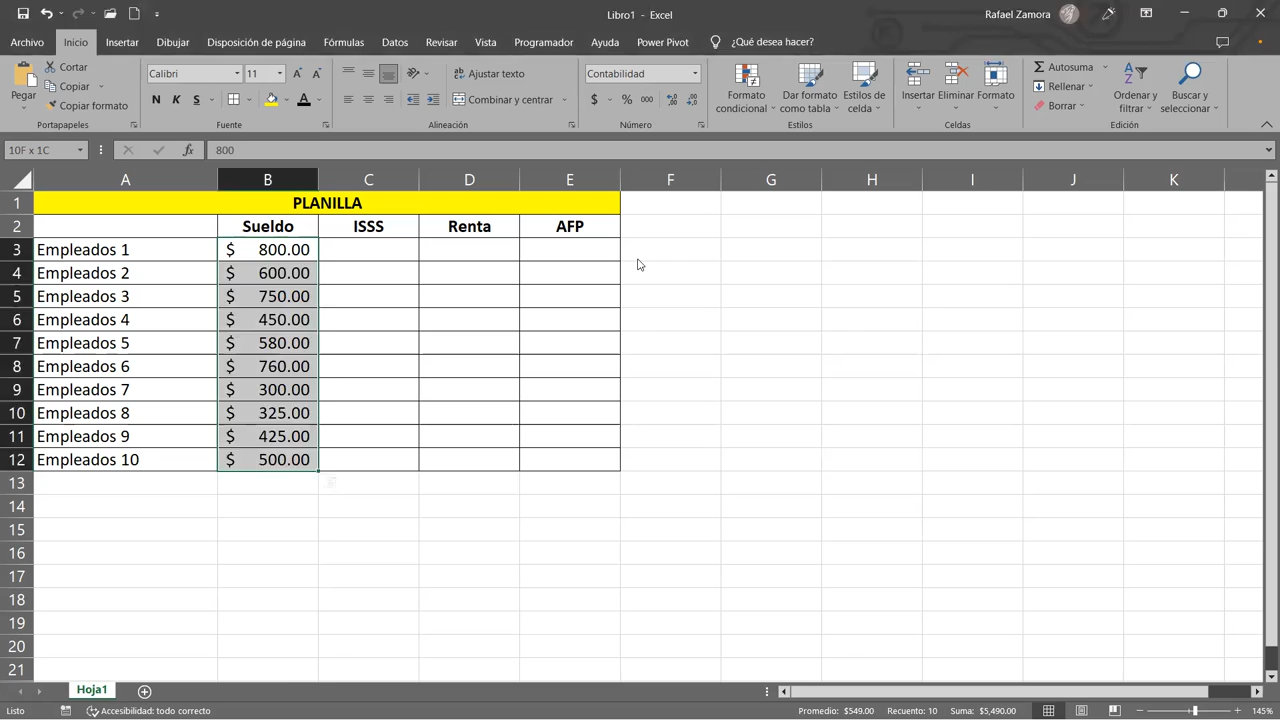 Libro1 - Excel
Rafael Zamora
Archivo Inicio Insertar Dibujar Disposición de página Fórmulas Datos Revisar Vista Programador Ayuda Power Pivot ¿Qué desea hacer?
Pegar
Cortar
Copiar
Copiar formato
Portapapeles
Calibri 11
N K S
Fuente
Ajustar texto
Combinar y centrar
Alineación
Contabilidad
$ % 000
Número
Formato condicional
Dar formato como tabla
Estilos de celda
Estilos
Insertar Eliminar Formato
Celdas
Autosuma
Rellenar
Borrar
Ordenar y filtrar
Buscar y seleccionar
Edición
10F x 1C fx 800
A B C D E F G H I J K
1 PLANILLA
2 Sueldo ISSS Renta AFP
3 Empleados 1 $ 800.00
4 Empleados 2 $ 600.00
5 Empleados 3 $ 750.00
6 Empleados 4 $ 450.00
7 Empleados 5 $ 580.00
8 Empleados 6 $ 760.00
9 Empleados 7 $ 300.00
10 Empleados 8 $ 325.00
11 Empleados 9 $ 425.00
12 Empleados 10 $ 500.00
13
14
15
16
17
18
19
20
21
Hoja1
Listo Accesibilidad: todo correcto Promedio: $549.00 Recuento: 10 Suma: $5,490.00 145%